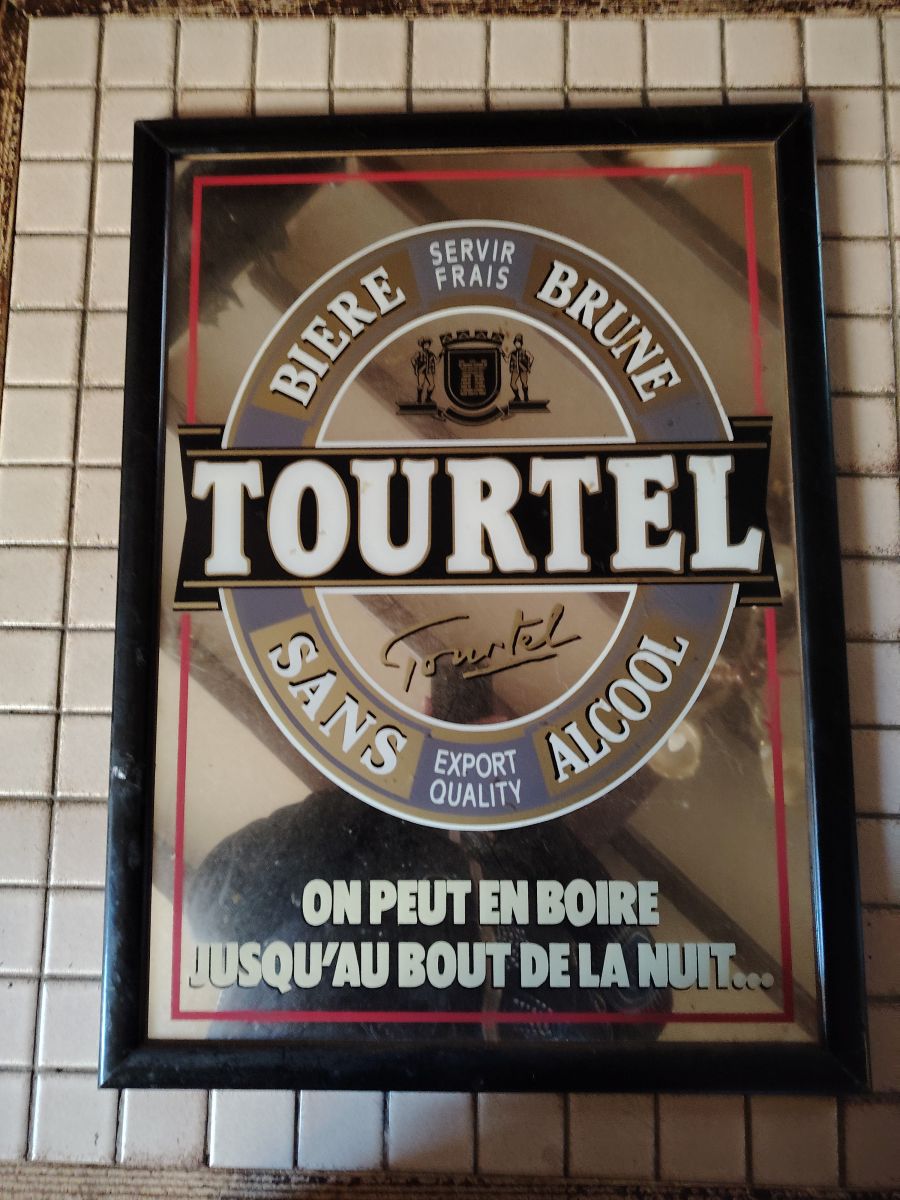 SERVIR
FRAIS
BIERE BRUNE
TOURTEL
Tourtel
SANS ALCOOL
EXPORT
QUALITY
ON PEUT EN BOIRE
JUSQU'AU BOUT DE LA NUIT...